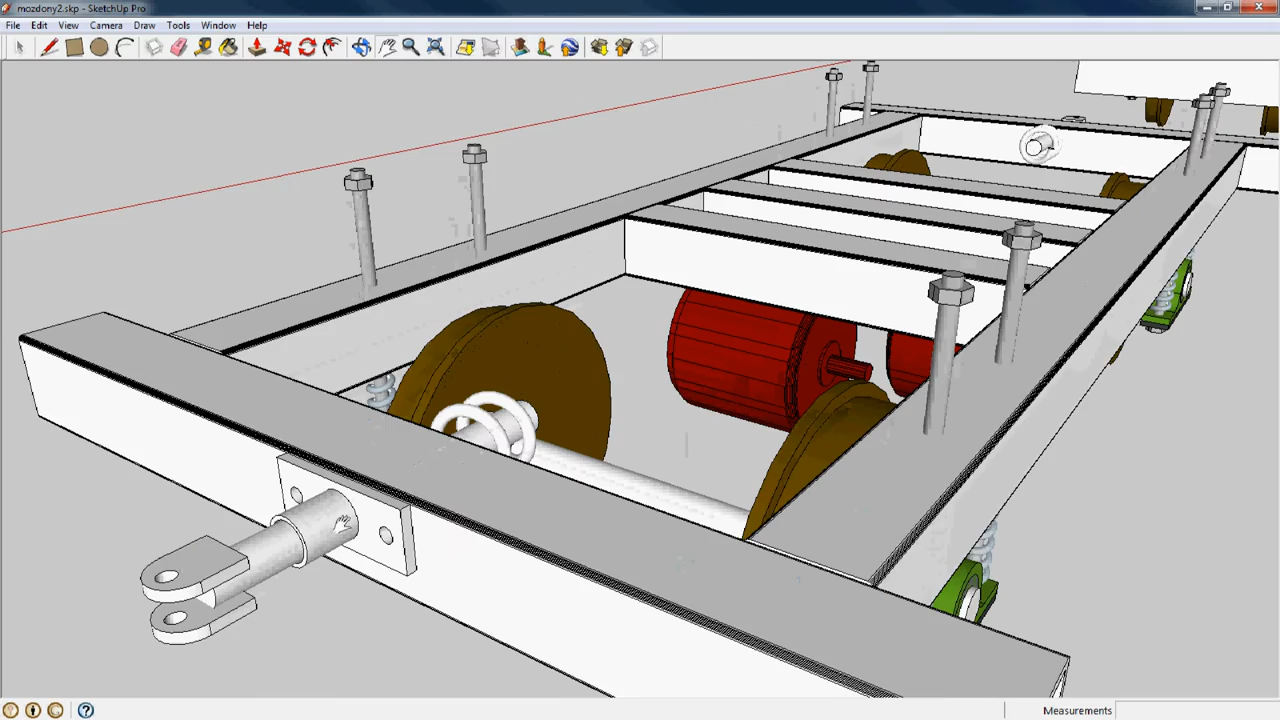 mozdony2.skp - SketchUp Pro
File Edit View Camera Draw Tools Window Help
Measurements